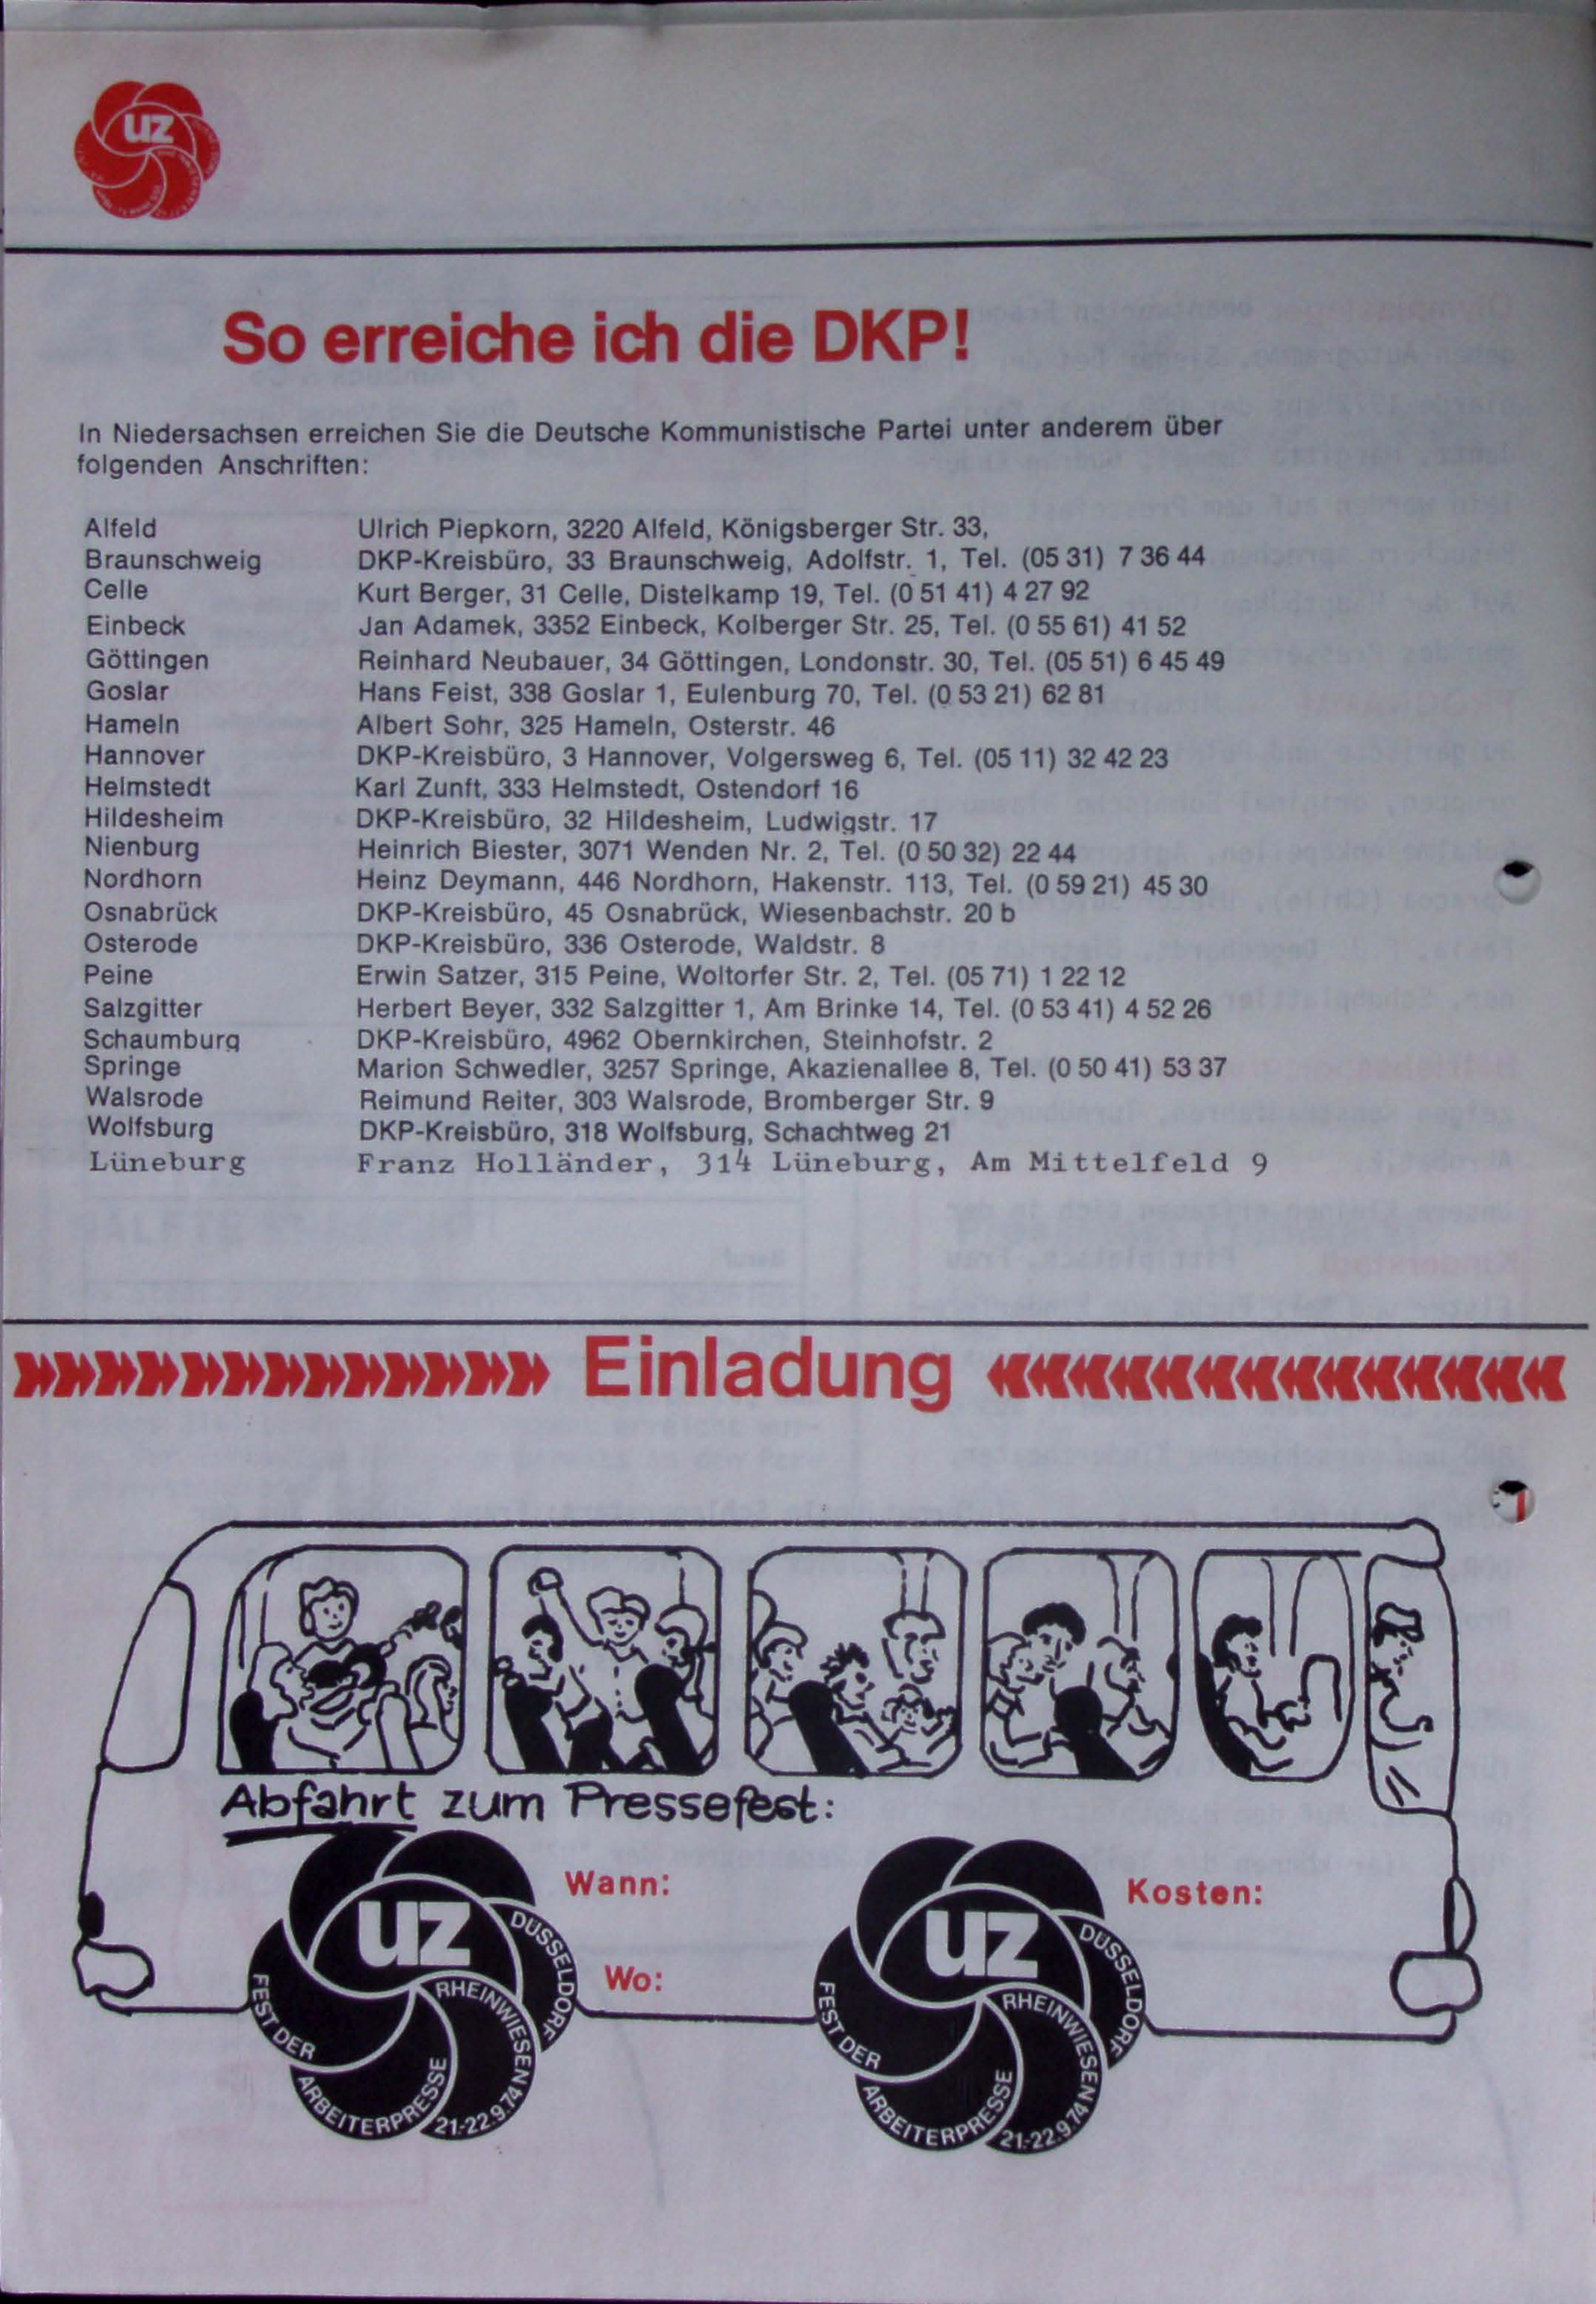 uz
So erreiche ich die DKP!
In Niedersachsen erreichen Sie die Deutsche Kommunistische Partei unter anderem über
folgenden Anschriften:
Alfeld Ulrich Piepkorn, 3220 Alfeld, Königsberger Str. 33,
Braunschweig DKP-Kreisbüro, 33 Braunschweig, Adolfstr. 1, Tel. (05 31) 7 36 44
Celle Kurt Berger, 31 Celle, Distelkamp 19, Tel. (0 51 41) 4 27 92
Einbeck Jan Adamek, 3352 Einbeck, Kolberger Str. 25, Tel. (0 55 61) 41 52
Göttingen Reinhard Neubauer, 34 Göttingen, Londonstr. 30, Tel. (05 51) 6 45 49
Goslar Hans Feist, 338 Goslar 1, Eulenburg 70, Tel. (0 53 21) 62 81
Hameln Albert Sohr, 325 Hameln, Osterstr. 46
Hannover DKP-Kreisbüro, 3 Hannover, Volgersweg 6, Tel. (05 11) 32 42 23
Helmstedt Karl Zunft, 333 Helmstedt, Ostendorf 16
Hildesheim DKP-Kreisbüro, 32 Hildesheim, Ludwigstr. 17
Nienburg Heinrich Biester, 3071 Wenden Nr. 2, Tel. (0 50 32) 22 44
Nordhorn Heinz Deymann, 446 Nordhorn, Hakenstr. 113, Tel. (0 59 21) 45 30
Osnabrück DKP-Kreisbüro, 45 Osnabrück, Wiesenbachstr. 20 b
Osterode DKP-Kreisbüro, 336 Osterode, Waldstr. 8
Peine Erwin Satzer, 315 Peine, Woltorfer Str. 2, Tel. (05 71) 1 22 12
Salzgitter Herbert Beyer, 332 Salzgitter 1, Am Brinke 14, Tel. (0 53 41) 4 52 26
Schaumburg DKP-Kreisbüro, 4962 Obernkirchen, Steinhofstr. 2
Springe Marion Schwedler, 3257 Springe, Akazienallee 8, Tel. (0 50 41) 53 37
Walsrode Reimund Reiter, 303 Walsrode, Bromberger Str. 9
Wolfsburg DKP-Kreisbüro, 318 Wolfsburg, Schachtweg 21
Lüneburg Franz Holländer, 314 Lüneburg, Am Mittelfeld 9
Einladung
Abfahrt zum Pressefest:
Wann:
Kosten:
Wo:
uz
DÜSSELDORF
RHEINWIESEN
FEST DER
ARBEITERPRESSE
21.-22.9.74
uz
DÜSSELDORF
RHEINWIESEN
FEST DER
ARBEITERPRESSE
21.-22.9.74